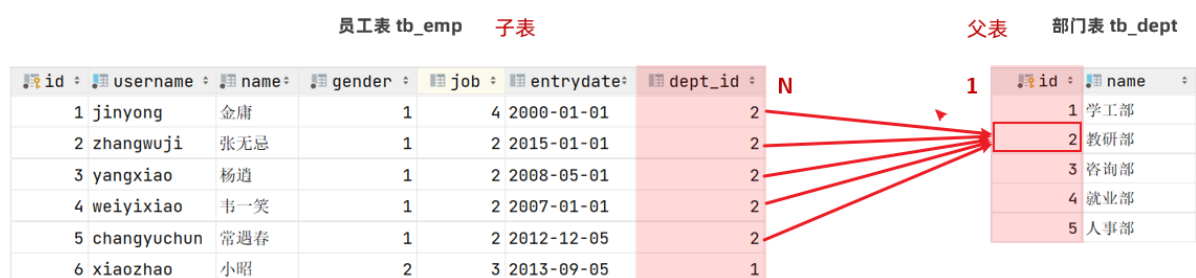 员工表 tb_emp 子表 父表 部门表 tb_dept
id username name gender job entrydate dept_id N 1 id name
1 jinyong 金庸 1 4 2000-01-01 2 1 学工部
2 zhangwuji 张无忌 1 2 2015-01-01 2 2 教研部
3 yangxiao 杨逍 1 2 2008-05-01 2 3 咨询部
4 weiyixiao 韦一笑 1 2 2007-01-01 2 4 就业部
5 changyuchun 常遇春 1 2 2012-12-05 2 5 人事部
6 xiaozhao 小昭 2 3 2013-09-05 1